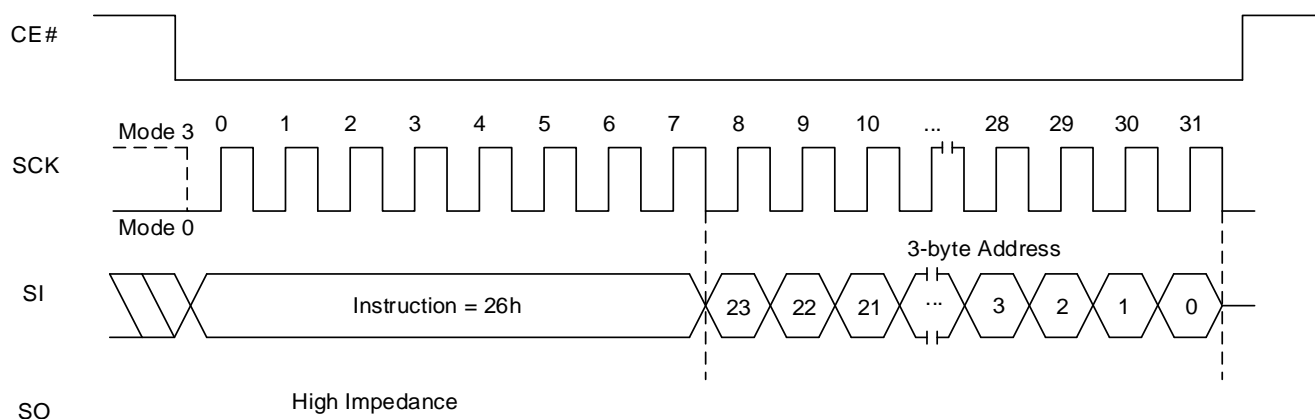 CE#
Mode 3 0 1 2 3 4 5 6 7 8 9 10 ... 28 29 30 31
SCK
Mode 0
3-byte Address
SI Instruction = 26h 23 22 21 ... 3 2 1 0
High Impedance
SO